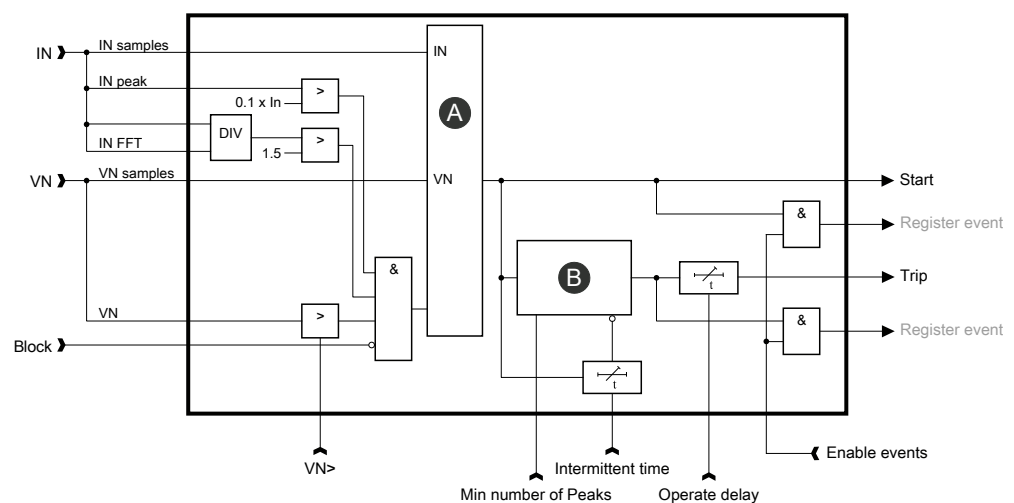 IN
IN samples
IN
IN peak
>
0.1 x In
A
DIV
>
IN FFT
1.5
VN
VN samples
VN
Start
&
Register event
&
B
t
Trip
VN
>
&
Register event
Block
t
VN>
Intermittent time
Enable events
Min number of Peaks
Operate delay